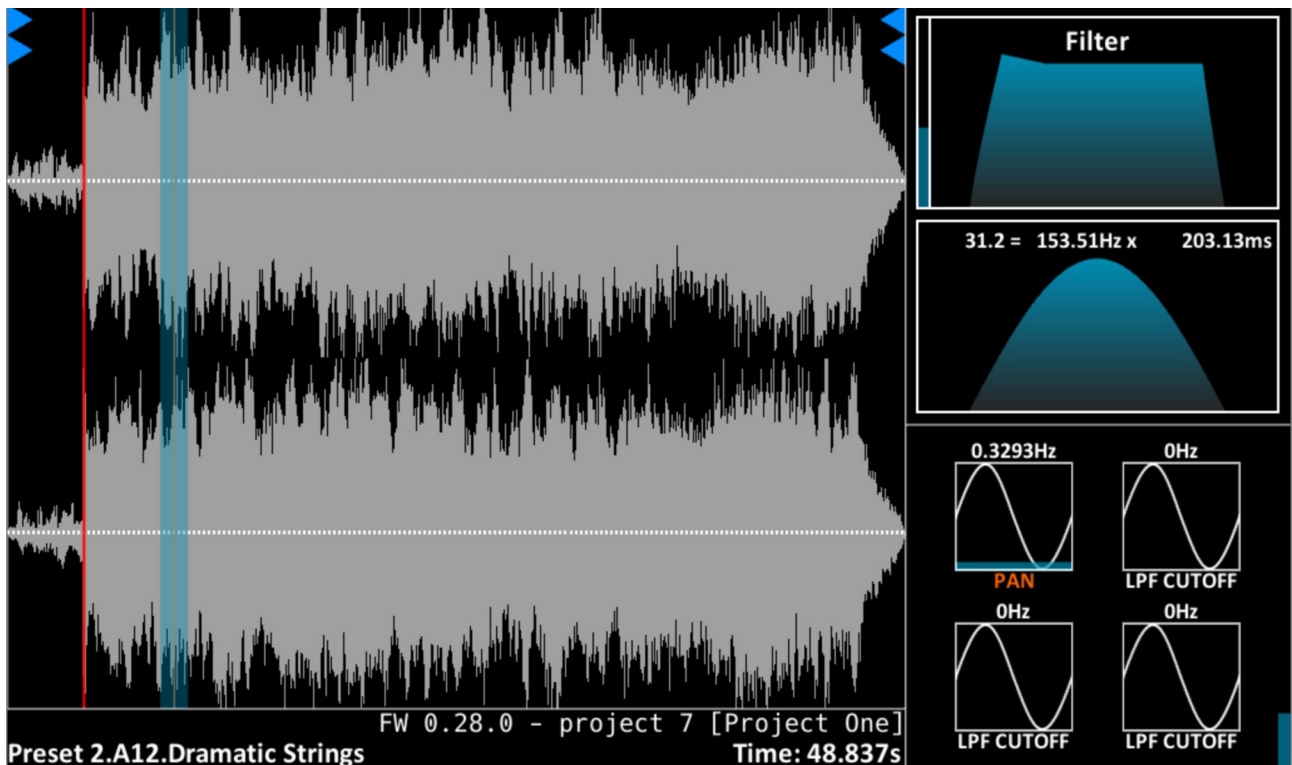 Filter
31.2 = 153.51Hz x 203.13ms
0.3293Hz 0Hz
PAN LPF CUTOFF
0Hz 0Hz
LPF CUTOFF LPF CUTOFF
FW 0.28.0 - project 7 [Project One]
Preset 2.A12.Dramatic Strings Time: 48.837s